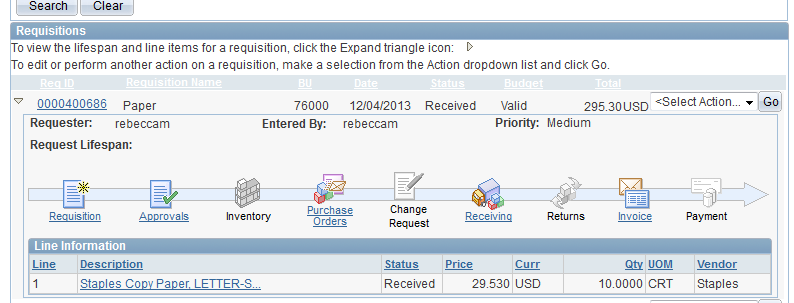 Search Clear
Requisitions
To view the lifespan and line items for a requisition, click the Expand triangle icon:
To edit or perform another action on a requisition, make a selection from the Action dropdown list and click Go.
Req ID Requisition Name BU Date Status Budget Total
0000400686 Paper 76000 12/04/2013 Received Valid 295.30 USD <Select Action... Go
Requester: rebeccam Entered By: rebeccam Priority: Medium
Request Lifespan:
Requisition Approvals Inventory Purchase Orders Change Request Receiving Returns Invoice Payment
Line Information
Line Description Status Price Curr Qty UOM Vendor
1 Staples Copy Paper, LETTER-S... Received 29.530 USD 10.0000 CRT Staples